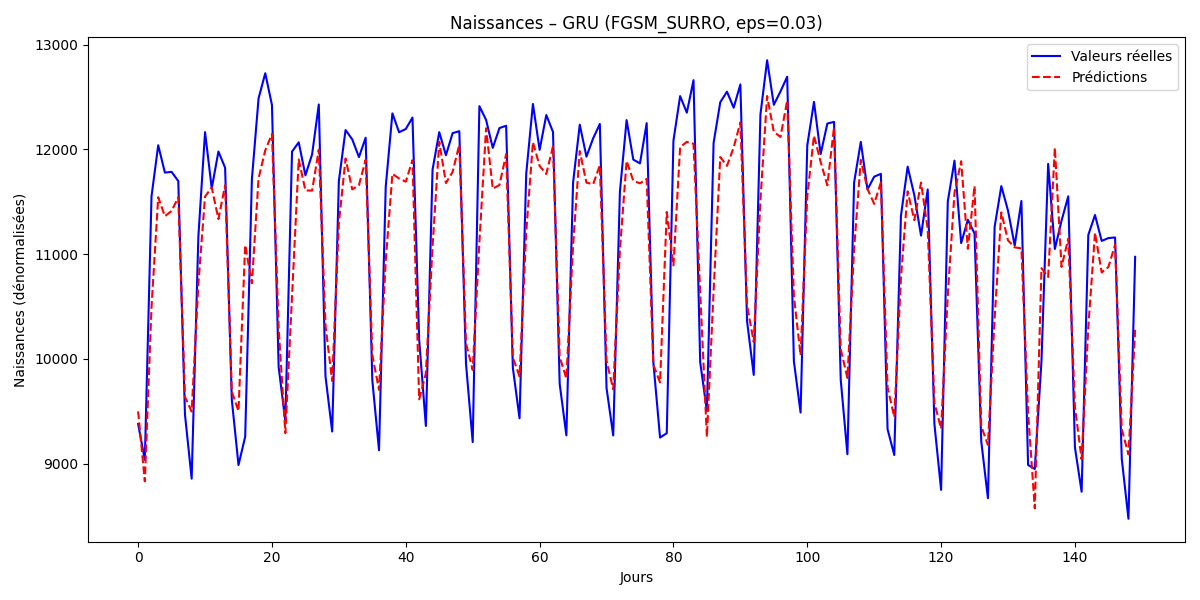 Naissances – GRU (FGSM_SURRO, eps=0.03)
Valeurs réelles
Prédictions
Naissances (dénormalisées)
13000
12000
11000
10000
9000
0
20
40
60
80
100
120
140
Jours